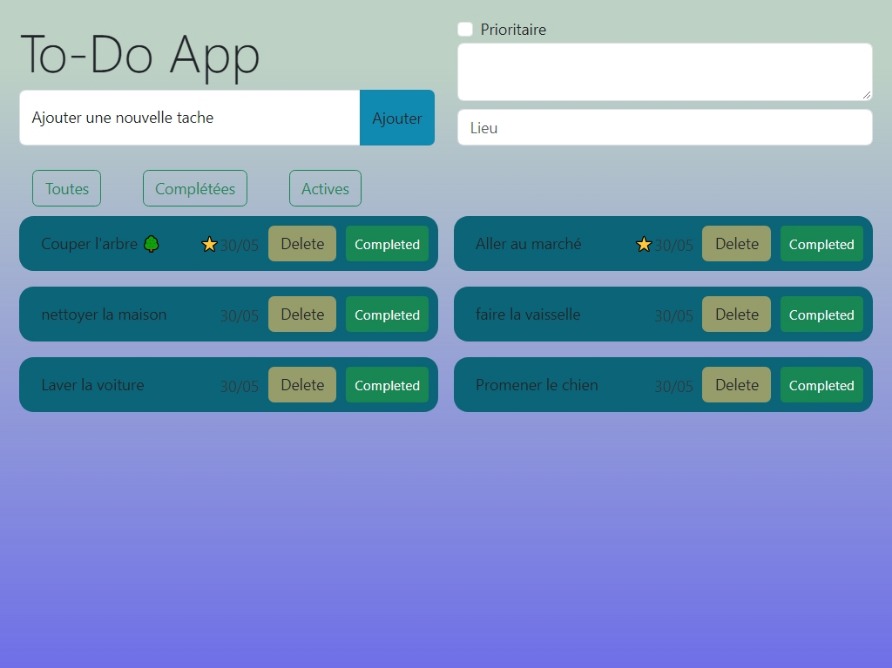 To-Do App
Prioritaire
Ajouter une nouvelle tache Ajouter
Lieu
Toutes Complétées Actives
Couper l'arbre 🌳 ⭐ 30/05 Delete Completed
Aller au marché ⭐ 30/05 Delete Completed
nettoyer la maison 30/05 Delete Completed
faire la vaisselle 30/05 Delete Completed
Laver la voiture 30/05 Delete Completed
Promener le chien 30/05 Delete Completed